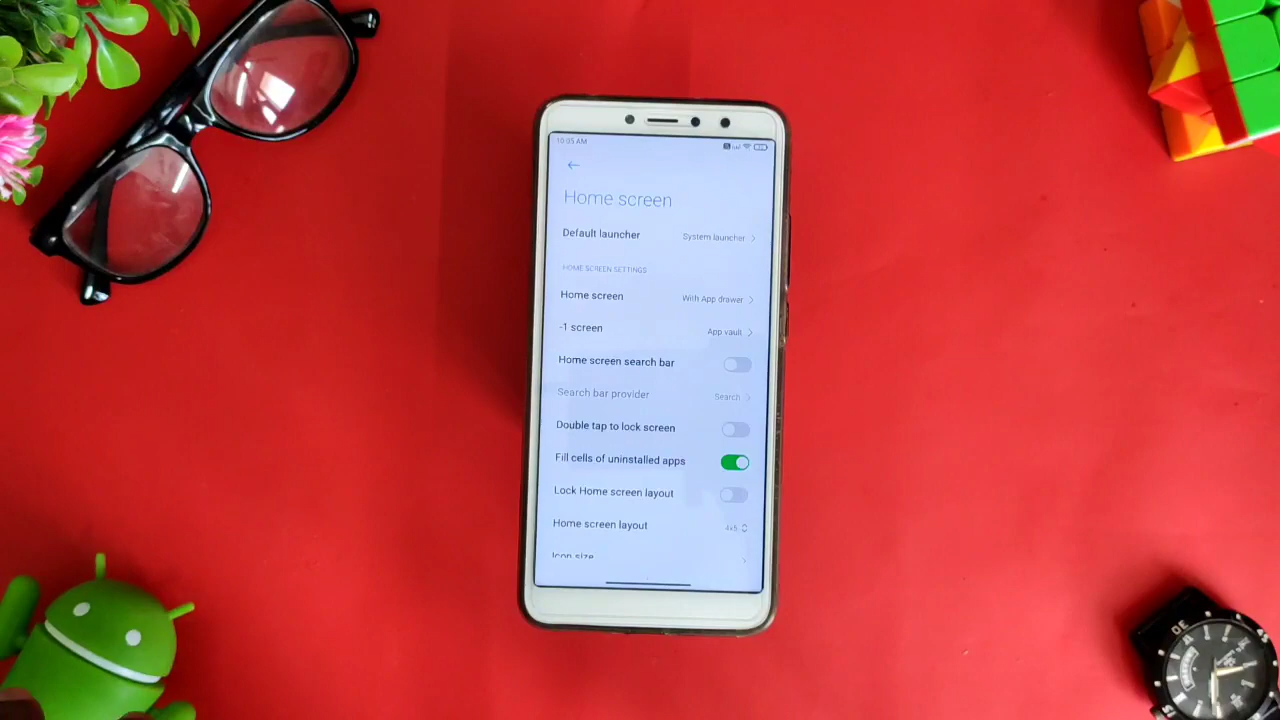 10:05 AM
Home screen
Default launcher System launcher
HOME SCREEN SETTINGS
Home screen With App drawer
-1 screen App vault
Home screen search bar
Search bar provider Search
Double tap to lock screen
Fill cells of uninstalled apps
Lock Home screen layout
Home screen layout 4x5
Icon size
DE